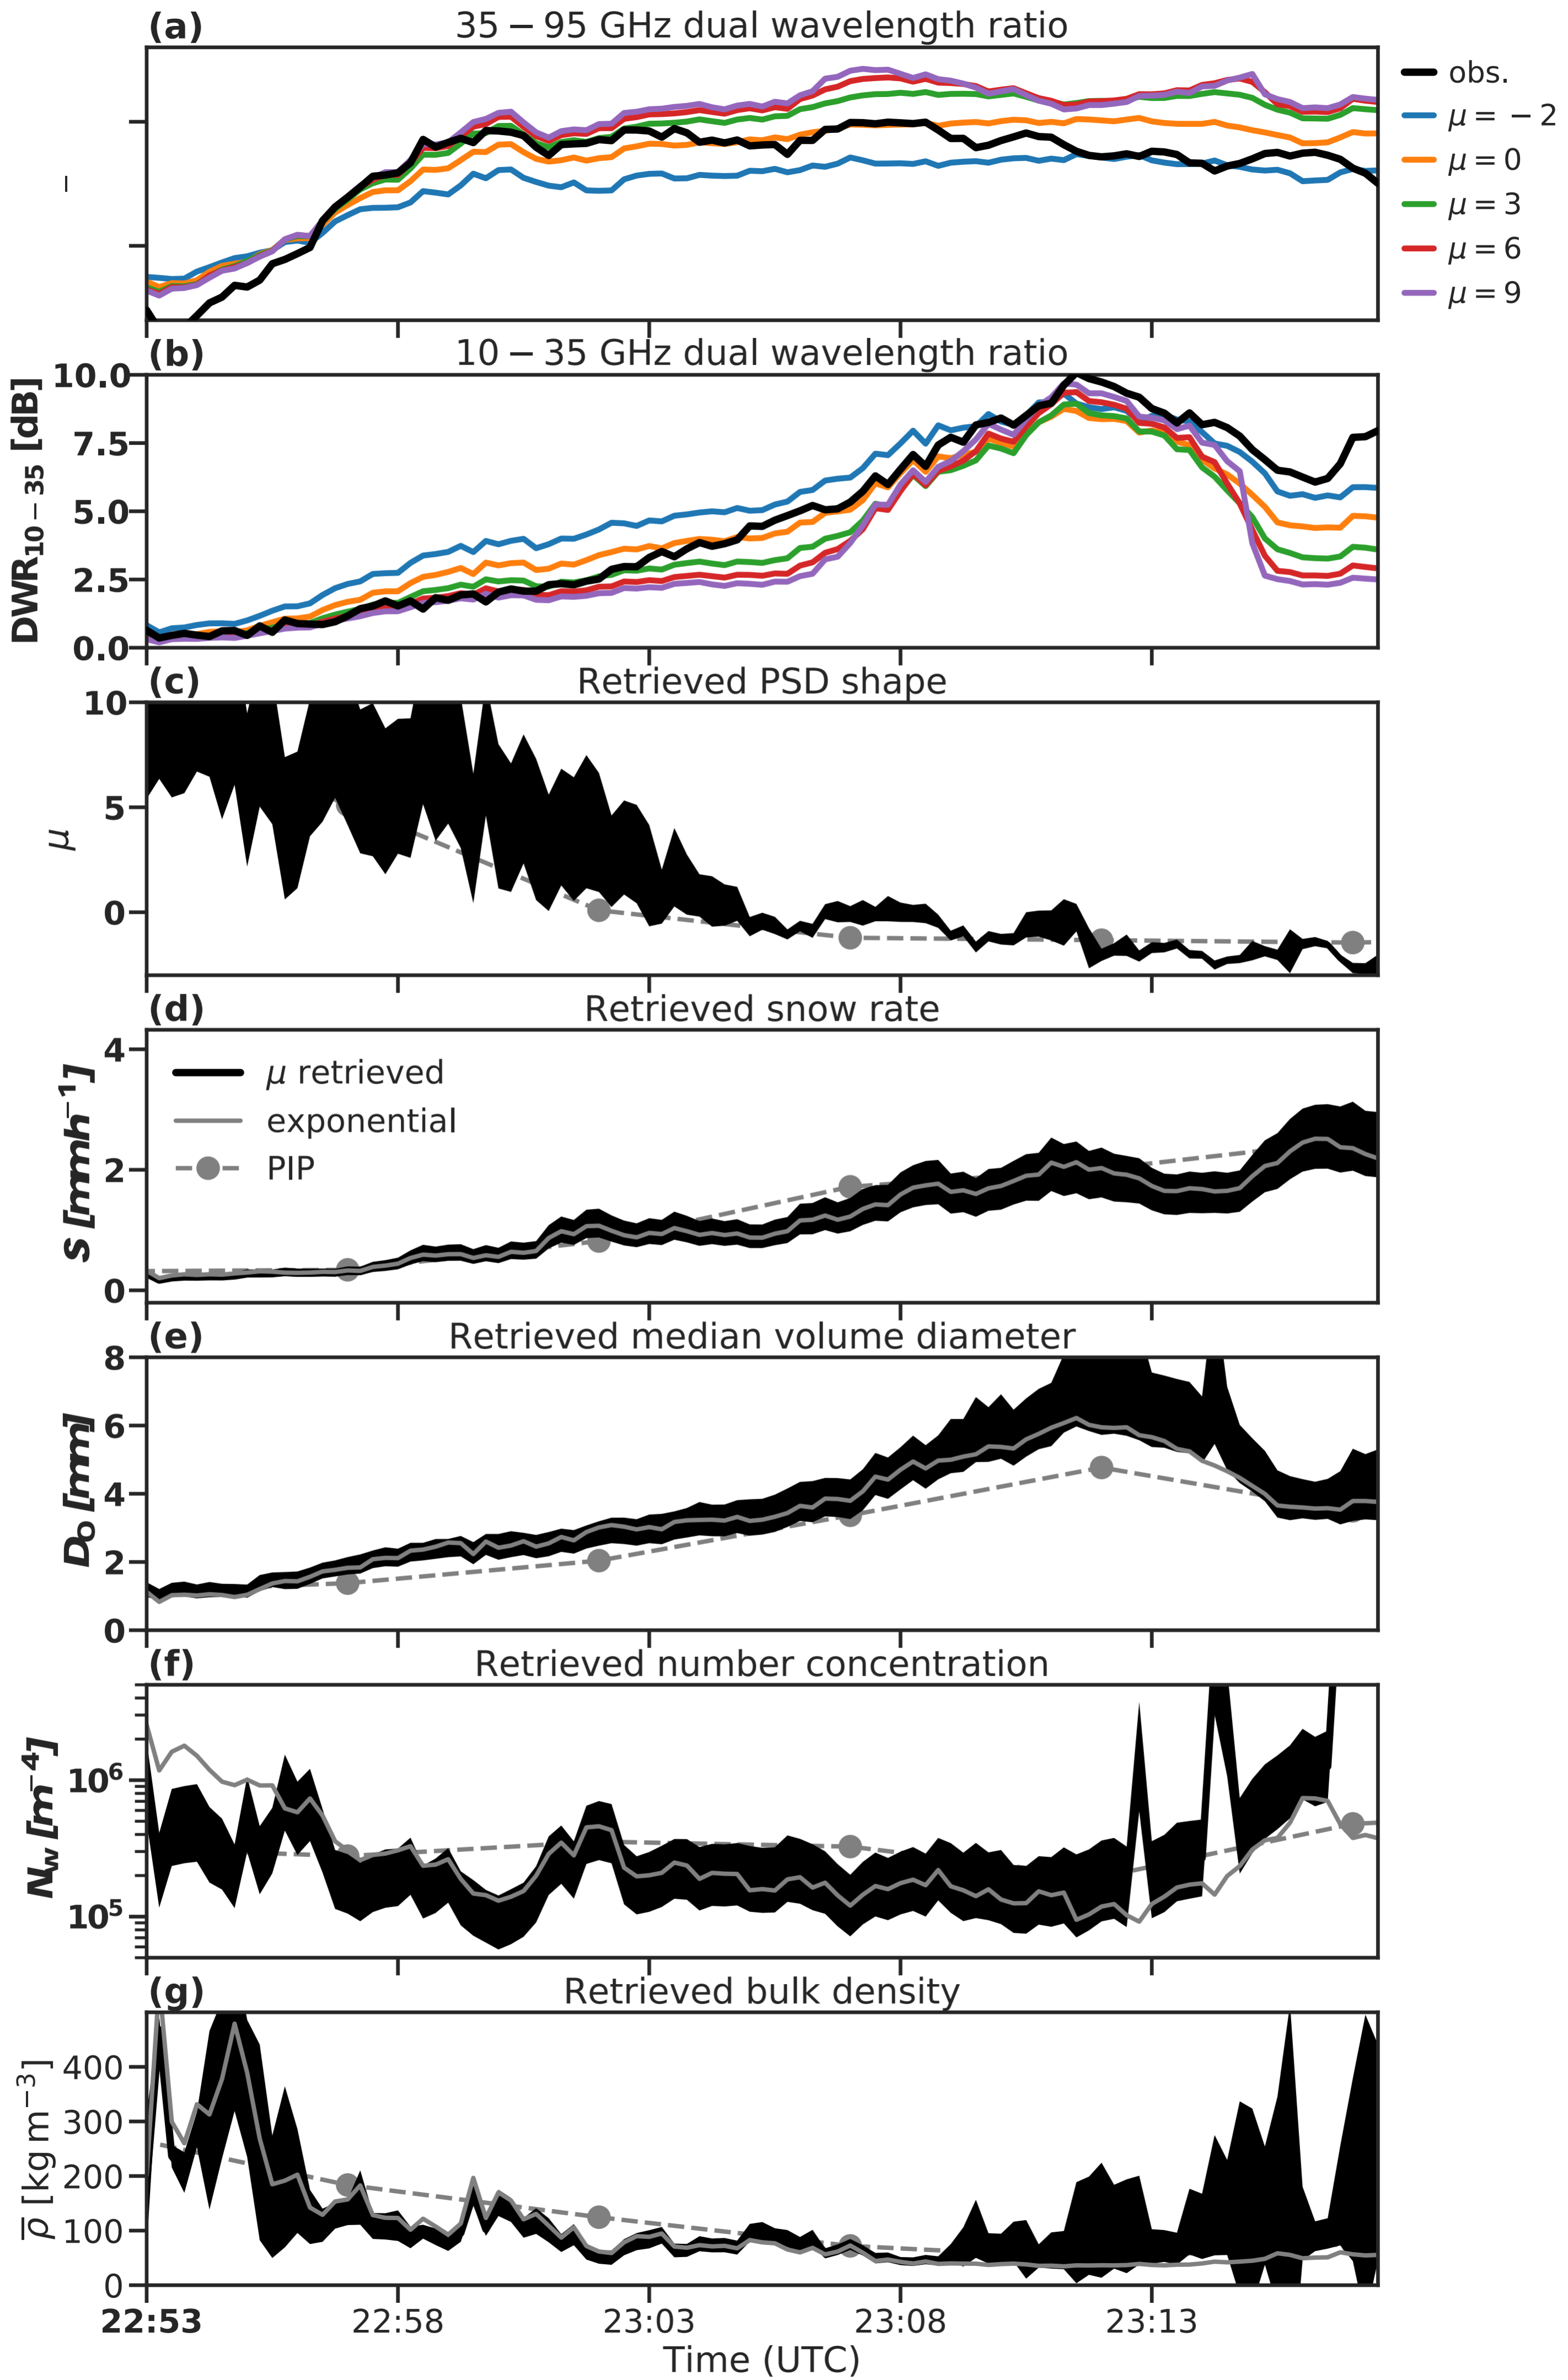 (a) 35 – 95 GHz dual wavelength ratio
obs.
μ = −2
μ = 0
μ = 3
μ = 6
μ = 9
(b) 10 – 35 GHz dual wavelength ratio
DWR10 − 35 [dB]
10.0
7.5
5.0
2.5
0.0
(c) Retrieved PSD shape
μ
10
5
0
(d) Retrieved snow rate
S [mmh−1]
4
2
0
μ retrieved
exponential
PIP
(e) Retrieved median volume diameter
D0 [mm]
8
6
4
2
0
(f) Retrieved number concentration
Nw [m−4]
10⁶
10⁵
(g) Retrieved bulk density
ρ̅ [kg m−3]
400
300
200
100
0
22:53 22:58 23:03 23:08 23:13
Time (UTC)